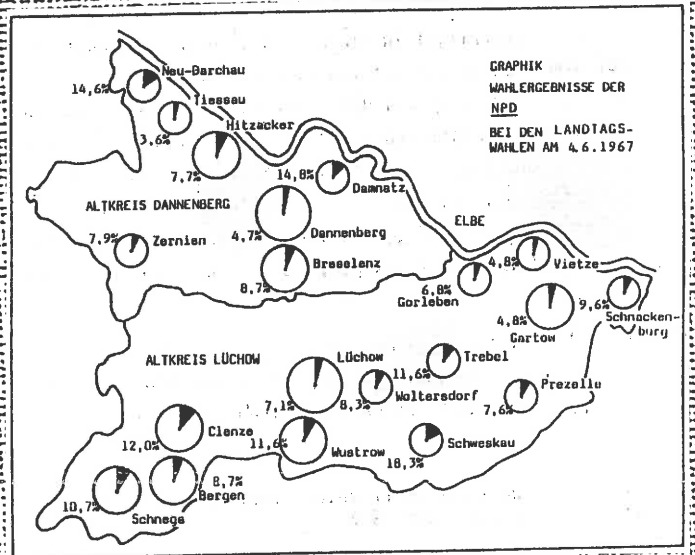 GRAPHIK
WAHLERGEBNISSE DER
NPD
BEI DEN LANDTAGS-
WAHLEN AM 4.6.1967
Neu-Darchau
14,6%
Tiessau
3,6%
Hitzacker
7,7%
14,8%
Damnatz
ALTKREIS DANNENBERG
4,7%
Dannenberg
ELBE
7,9%
Zernien
8,7%
Breselenz
6,8%
Gorleben
4,8%
Vietze
4,8%
Gartow
9,6%
Schnacken-
burg
ALTKREIS LÜCHOW
Lüchow
7,1%
8,3%
Woltersdorf
11,6%
Trebel
7,6%
Prezelle
12,0%
Clenze
11,6%
Wustrow
18,3%
Schweskau
10,7%
Schnega
8,7%
Bergen